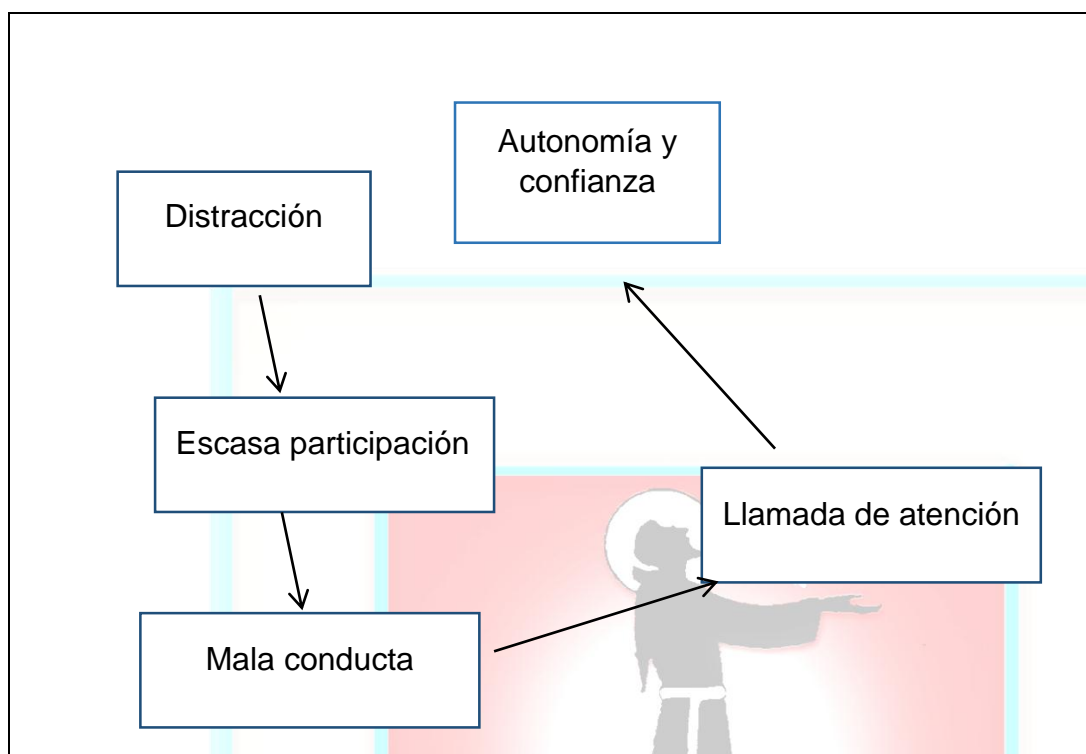 Autonomía y
confianza
Distracción
Escasa participación
Llamada de atención
Mala conducta